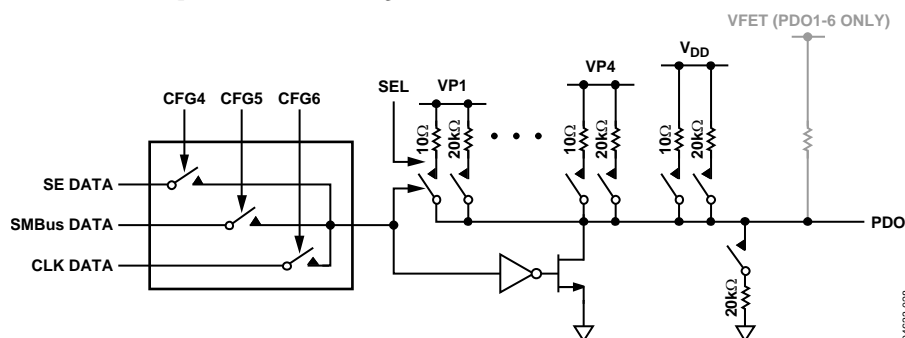 VFET (PDO1-6 ONLY)
VDD
VP4
SEL
VP1
CFG4 CFG5 CFG6
10Ω
20kΩ
10Ω
20kΩ
10Ω
20kΩ
SE DATA
SMBus DATA
CLK DATA
PDO
20kΩ